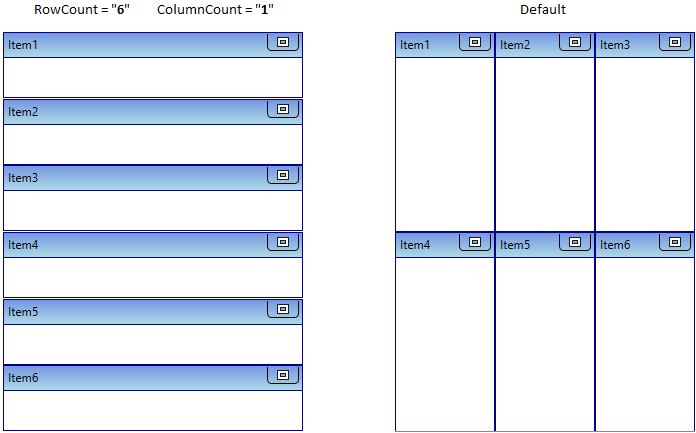 RowCount = "6" ColumnCount = "1"
Item1
Item2
Item3
Item4
Item5
Item6
Default
Item1 Item2 Item3
Item4 Item5 Item6